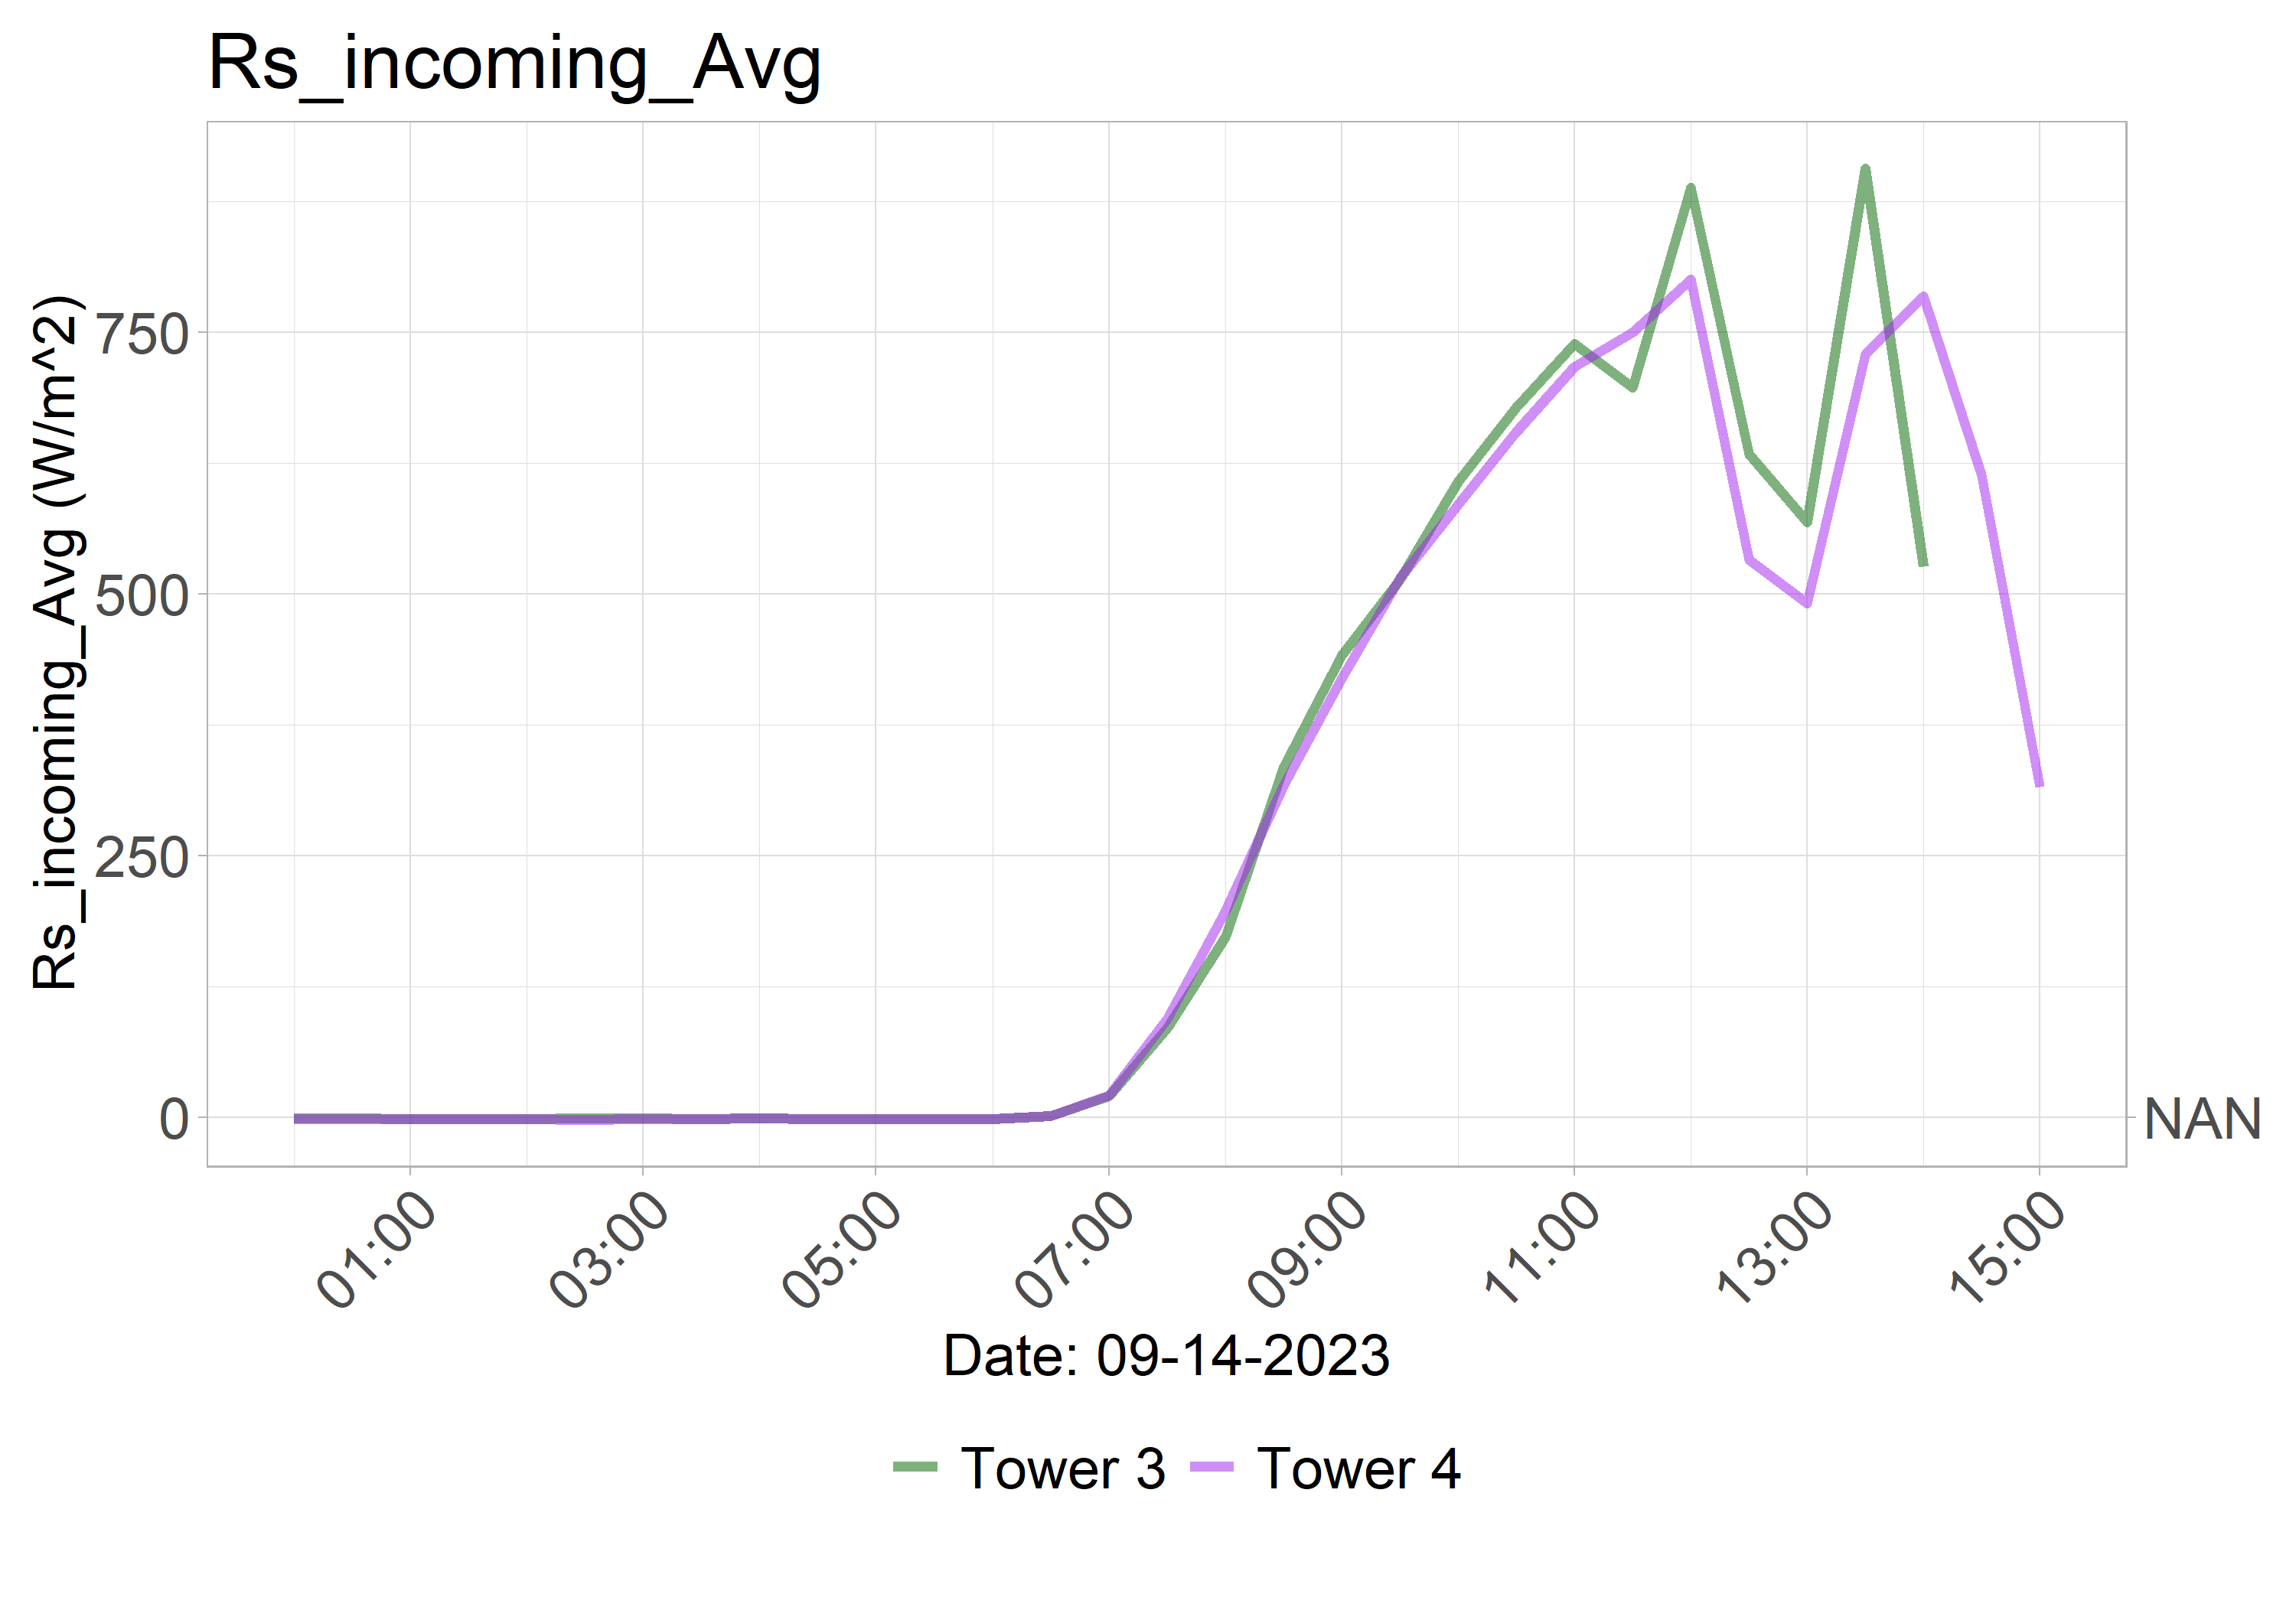 Rs_incoming_Avg
Rs_incoming_Avg (W/m^2)
750
500
250
0
NAN
01:00 03:00 05:00 07:00 09:00 11:00 13:00 15:00
Date: 09-14-2023
Tower 3 Tower 4